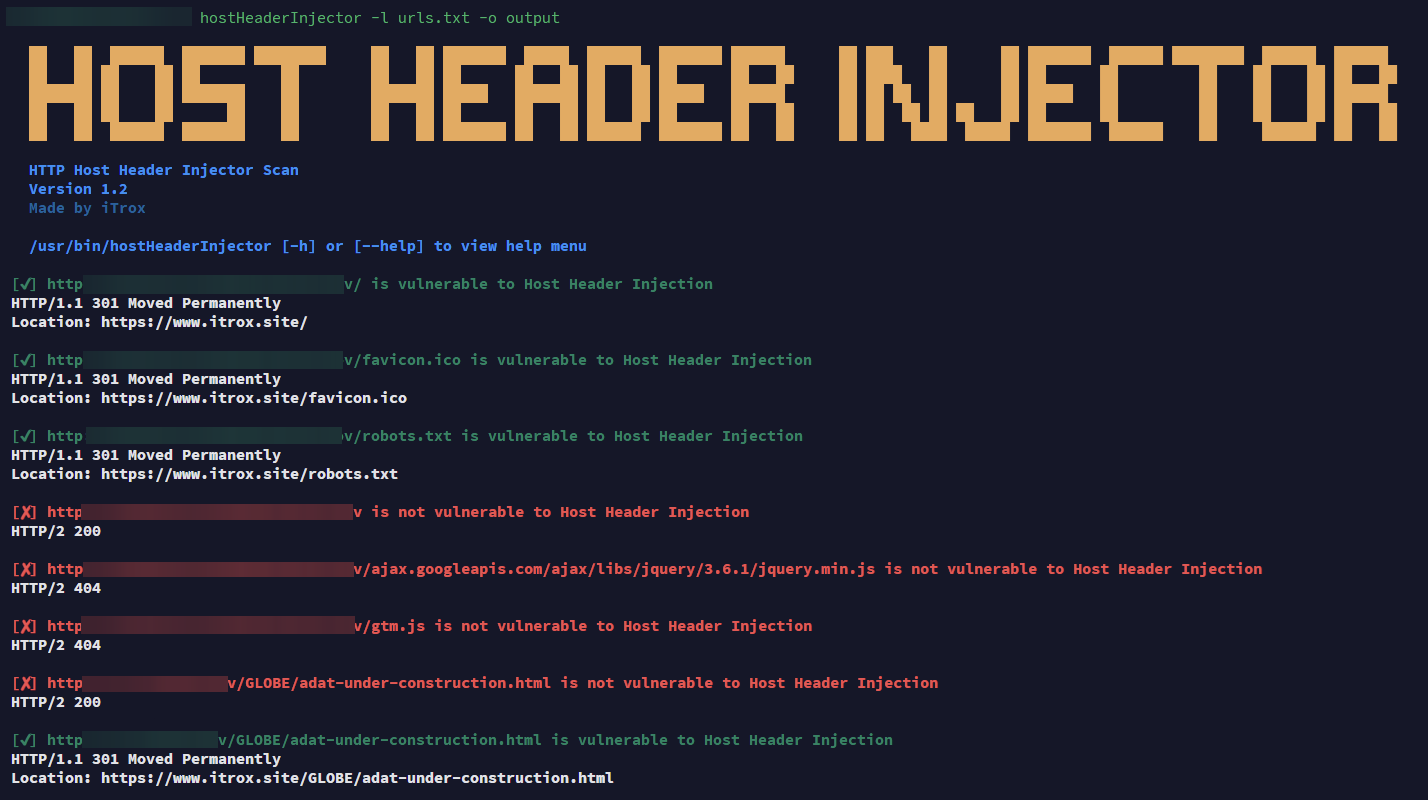 hostHeaderInjector -l urls.txt -o output
HOST HEADER INJECTOR
HTTP Host Header Injector Scan
Version 1.2
Made by iTrox
/usr/bin/hostHeaderInjector [-h] or [--help] to view help menu
[✔] http v/ is vulnerable to Host Header Injection
HTTP/1.1 301 Moved Permanently
Location: https://www.itrox.site/
[✔] http v/favicon.ico is vulnerable to Host Header Injection
HTTP/1.1 301 Moved Permanently
Location: https://www.itrox.site/favicon.ico
[✔] http v/robots.txt is vulnerable to Host Header Injection
HTTP/1.1 301 Moved Permanently
Location: https://www.itrox.site/robots.txt
[✘] http v is not vulnerable to Host Header Injection
HTTP/2 200
[✘] http v/ajax.googleapis.com/ajax/libs/jquery/3.6.1/jquery.min.js is not vulnerable to Host Header Injection
HTTP/2 404
[✘] http v/gtm.js is not vulnerable to Host Header Injection
HTTP/2 404
[✘] http v/GLOBE/adat-under-construction.html is not vulnerable to Host Header Injection
HTTP/2 200
[✔] http v/GLOBE/adat-under-construction.html is vulnerable to Host Header Injection
HTTP/1.1 301 Moved Permanently
Location: https://www.itrox.site/GLOBE/adat-under-construction.html